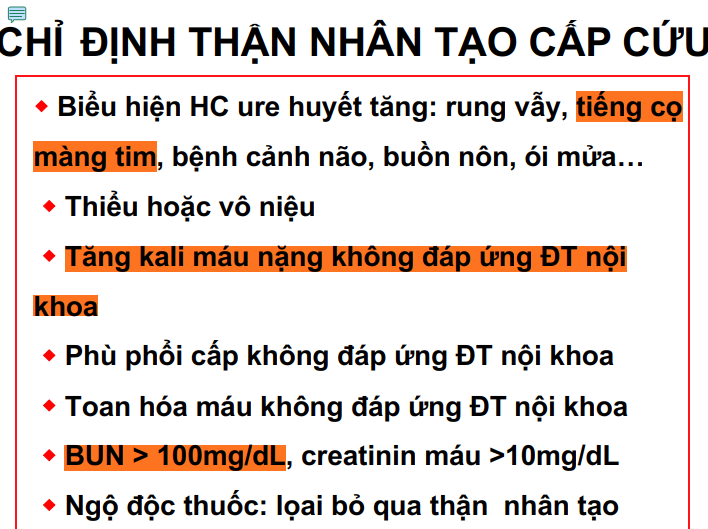 CHỈ ĐỊNH THẬN NHÂN TẠO CẤP CỨU
◆ Biểu hiện HC ure huyết tăng: rung vẫy, tiếng cọ
màng tim, bệnh cảnh não, buồn nôn, ói mửa…
◆ Thiểu hoặc vô niệu
◆ Tăng kali máu nặng không đáp ứng ĐT nội
khoa
◆ Phù phổi cấp không đáp ứng ĐT nội khoa
◆ Toan hóa máu không đáp ứng ĐT nội khoa
◆ BUN > 100mg/dL, creatinin máu >10mg/dL
◆ Ngộ độc thuốc: lọai bỏ qua thận nhân tạo